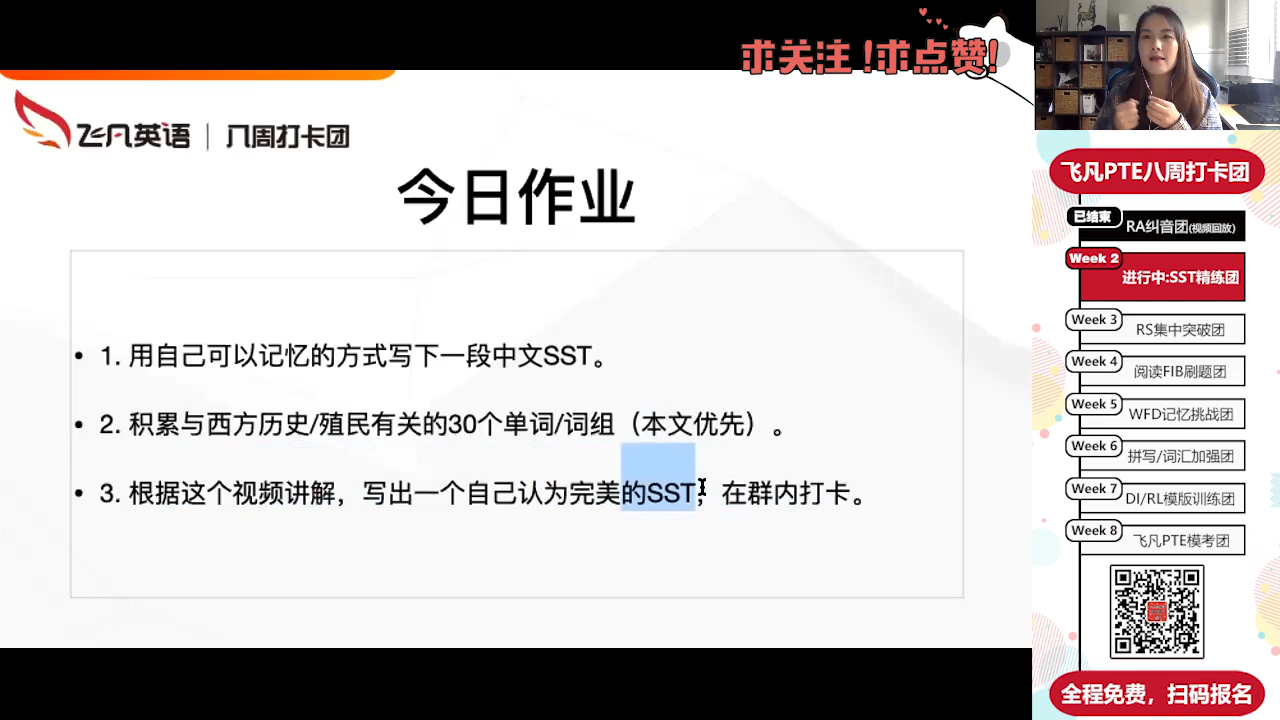 求关注!求点赞!
飞凡英语 | 八周打卡团
今日作业
• 1. 用自己可以记忆的方式写下一段中文SST。
• 2. 积累与西方历史/殖民有关的30个单词/词组（本文优先）。
• 3. 根据这个视频讲解，写出一个自己认为完美的SST，在群内打卡。
飞凡PTE八周打卡团
已结束
RA纠音团(视频回放)
Week 2
进行中:SST精练团
Week 3
RS集中突破团
Week 4
阅读FIB刷题团
Week 5
WFD记忆挑战团
Week 6
拼写/词汇加强团
Week 7
DI/RL模版训练团
Week 8
飞凡PTE模考团
全程免费，扫码报名